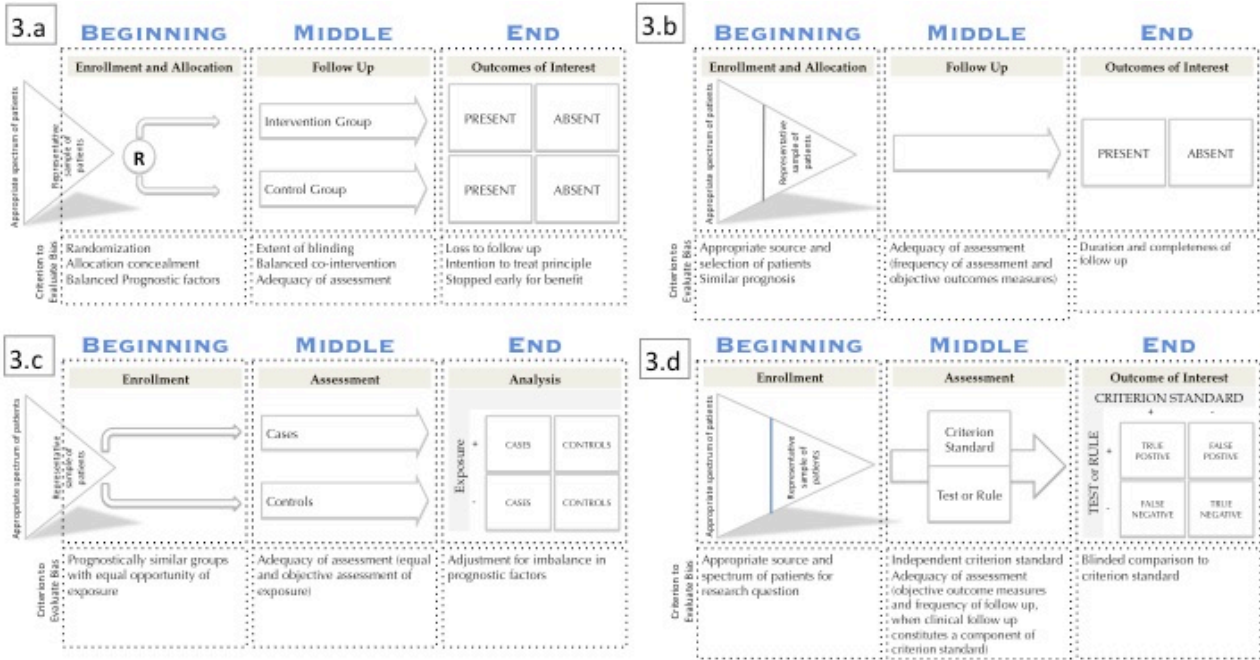 3.a
BEGINNING
MIDDLE
END
Enrollment and Allocation
Follow Up
Outcomes of Interest
Appropriate spectrum of patients
Representative
sample of
patients
R
Intervention Group
Control Group
PRESENT
ABSENT
PRESENT
ABSENT
Criterion to
Evaluate Bias
Randomization
Allocation concealment
Balanced Prognostic factors
Extent of blinding
Balanced co-intervention
Adequacy of assessment
Loss to follow up
Intention to treat principle
Stopped early for benefit
3.b
BEGINNING
MIDDLE
END
Enrollment and Allocation
Follow Up
Outcomes of Interest
Appropriate spectrum of patients
Representative
sample of
patients
PRESENT
ABSENT
Criterion to
Evaluate Bias
Appropriate source and
selection of patients
Similar prognosis
Adequacy of assessment
(frequency of assessment and
objective outcomes measures)
Duration and completeness of
follow up
3.c
BEGINNING
MIDDLE
END
Enrollment
Assessment
Analysis
Appropriate spectrum of patients
Representative
sample of
patients
Cases
Controls
Exposure
+
-
CASES
CONTROLS
CASES
CONTROLS
Criterion to
Evaluate Bias
Prognostically similar groups
with equal opportunity of
exposure
Adequacy of assessment (equal
and objective assessment of
exposure)
Adjustment for imbalance in
prognostic factors
3.d
BEGINNING
MIDDLE
END
Enrollment
Assessment
Outcome of Interest
Appropriate spectrum of patients
Representative
sample of
patients
Criterion
Standard
Test or Rule
CRITERION STANDARD
+
-
TEST or RULE
+
-
TRUE
POSTIVE
FALSE
POSTIVE
FALSE
NEGATIVE
TRUE
NEGATIVE
Criterion to
Evaluate Bias
Appropriate source and
spectrum of patients for
research question
Independent criterion standard
Adequacy of assessment
(objective outcome measures
and frequency of follow up,
when clinical follow up
constitutes a component of
criterion standard)
Blinded comparison to
criterion standard